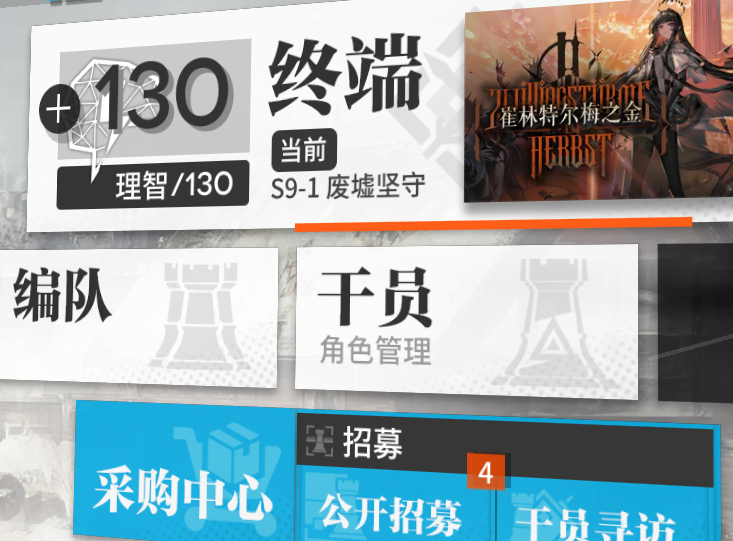 + 130
理智/130
终端
当前
S9-1 废墟坚守
崔林特尔梅之金
ZWILLINGSTÜRME
IM HERBST
编队
干员
角色管理
采购中心
招募
4
公开招募
干员寻访